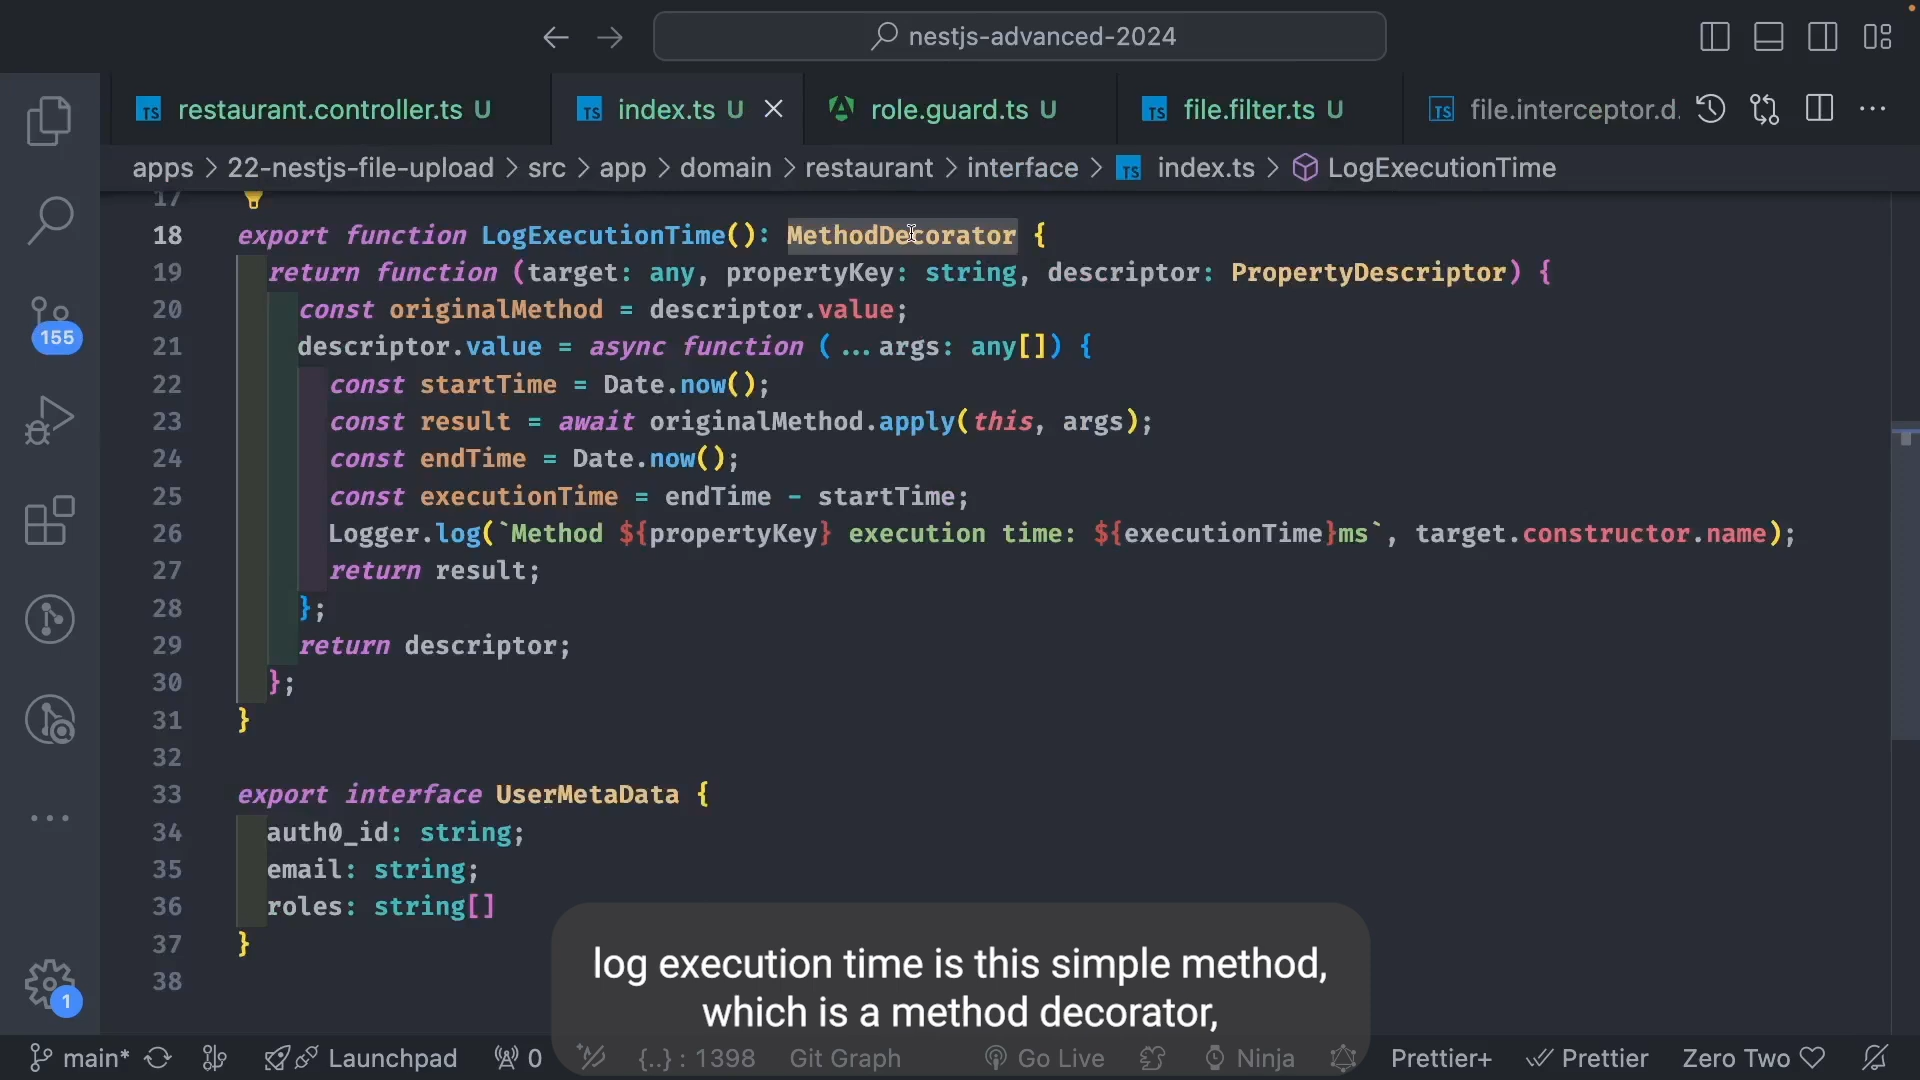 nestjs-advanced-2024
restaurant.controller.ts U
index.ts U
role.guard.ts U
file.filter.ts U
file.interceptor.d.
apps > 22-nestjs-file-upload > src > app > domain > restaurant > interface > TS index.ts > LogExecutionTime
17
18 export function LogExecutionTime(): MethodDecorator {
19 return function (target: any, propertyKey: string, descriptor: PropertyDescriptor) {
20 const originalMethod = descriptor.value;
21 descriptor.value = async function (...args: any[]) {
22 const startTime = Date.now();
23 const result = await originalMethod.apply(this, args);
24 const endTime = Date.now();
25 const executionTime = endTime - startTime;
26 Logger.log(`Method ${propertyKey} execution time: ${executionTime}ms`, target.constructor.name);
27 return result;
28 };
29 return descriptor;
30 };
31 }
32
33 export interface UserMetaData {
34 auth0_id: string;
35 email: string;
36 roles: string[]
37 }
38
155
1
log execution time is this simple method,
which is a method decorator,
main* Launchpad 0 {..} : 1398 Git Graph Go Live Ninja Prettier+ Prettier Zero Two